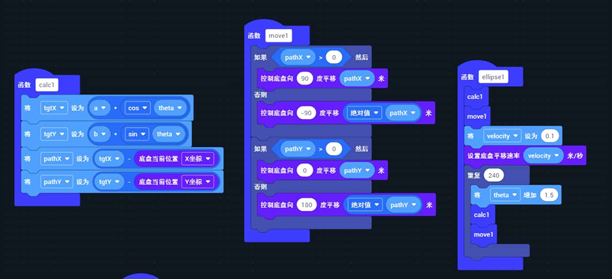 函数 calc1
将 tgtX 设为 a * cos theta
将 tgtY 设为 b * sin theta
将 pathX 设为 tgtX - 底盘当前位置 X坐标
将 pathY 设为 tgtY - 底盘当前位置 Y坐标
函数 move1
如果 pathX > 0 然后
控制底盘向 90 度平移 pathX 米
否则
控制底盘向 -90 度平移 绝对值 pathX 米
如果 pathY > 0 然后
控制底盘向 0 度平移 pathY 米
否则
控制底盘向 180 度平移 绝对值 pathY 米
函数 ellipse1
calc1
move1
将 velocity 设为 0.1
设置底盘平移速率 velocity 米/秒
重复 240
将 theta 增加 1.5
calc1
move1